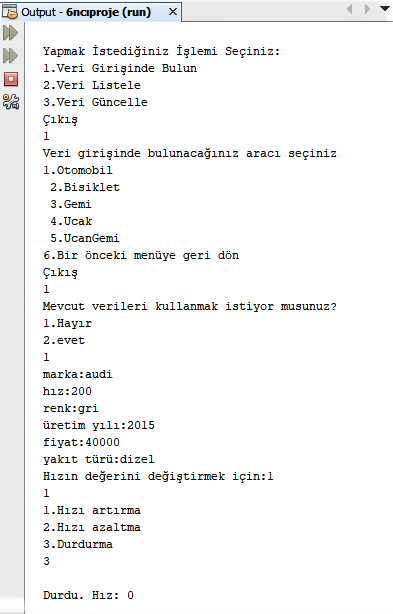 Output - 6ncıproje (run)
Yapmak İstediğiniz İşlemi Seçiniz:
1.Veri Girişinde Bulun
2.Veri Listele
3.Veri Güncelle
Çıkış
1
Veri girişinde bulunacağınız aracı seçiniz
1.Otomobil
2.Bisiklet
3.Gemi
4.Ucak
5.UcanGemi
6.Bir önceki menüye geri dön
Çıkış
1
Mevcut verileri kullanmak istiyor musunuz?
1.Hayır
2.evet
1
marka:audi
hız:200
renk:gri
üretim yılı:2015
fiyat:40000
yakıt türü:dizel
Hızın değerini değiştirmek için:1
1
1.Hızı artırma
2.Hızı azaltma
3.Durdurma
3
Durdu. Hız: 0